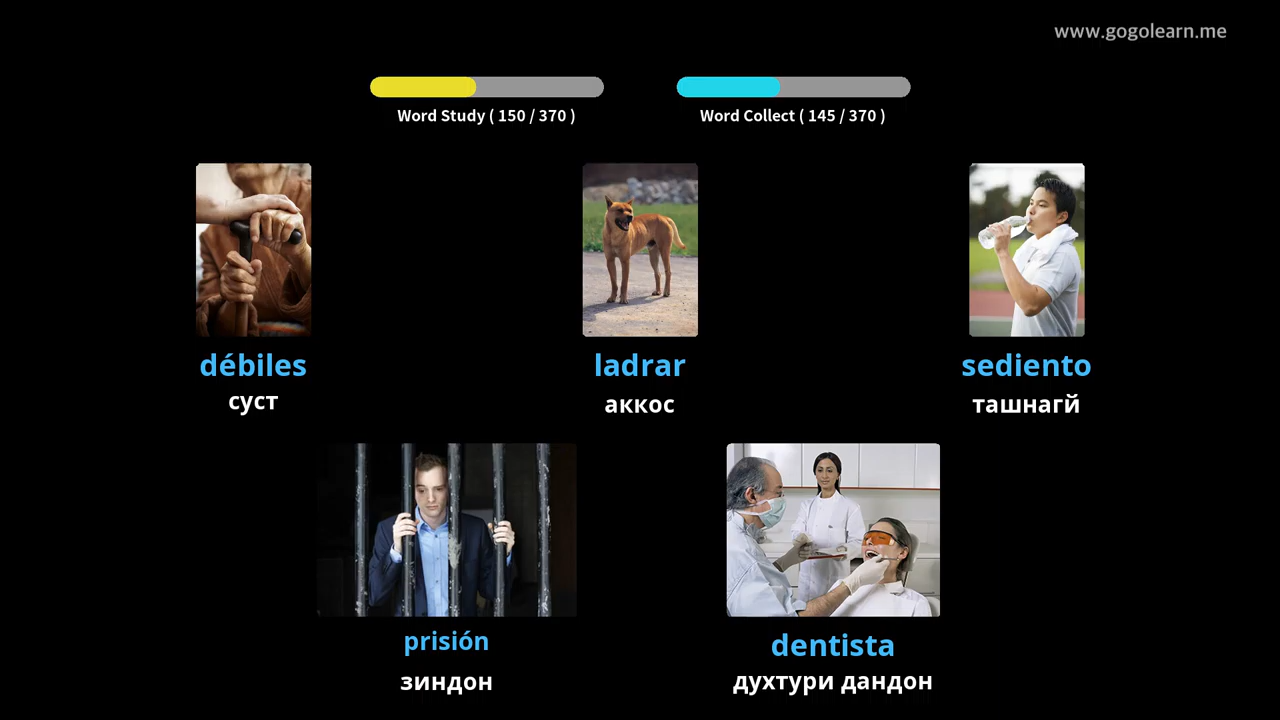 www.gogolearn.me
Word Study ( 150 / 370 )
Word Collect ( 145 / 370 )
débiles
суст
ladrar
аккос
sediento
ташнагй
prisión
зиндон
dentista
духтури дандон